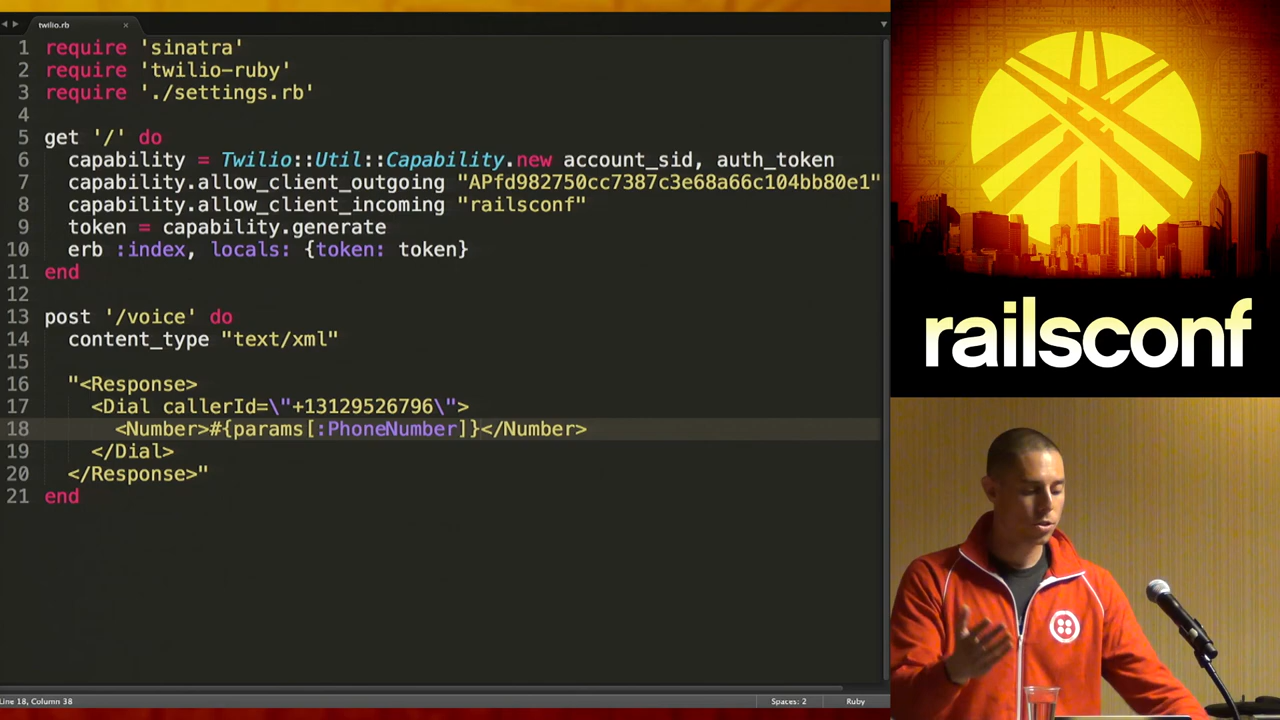 twilio.rb
1 require 'sinatra'
2 require 'twilio-ruby'
3 require './settings.rb'
4
5 get '/' do
6 capability = Twilio::Util::Capability.new account_sid, auth_token
7 capability.allow_client_outgoing "APfd982750cc7387c3e68a66c104bb80e1"
8 capability.allow_client_incoming "railsconf"
9 token = capability.generate
10 erb :index, locals: {token: token}
11 end
12
13 post '/voice' do
14 content_type "text/xml"
15
16 "<Response>
17 <Dial callerId=\"+13129526796\">
18 <Number>#{params[:PhoneNumber]}</Number>
19 </Dial>
20 </Response>"
21 end
Line 18, Column 38
Spaces: 2
Ruby
railsconf